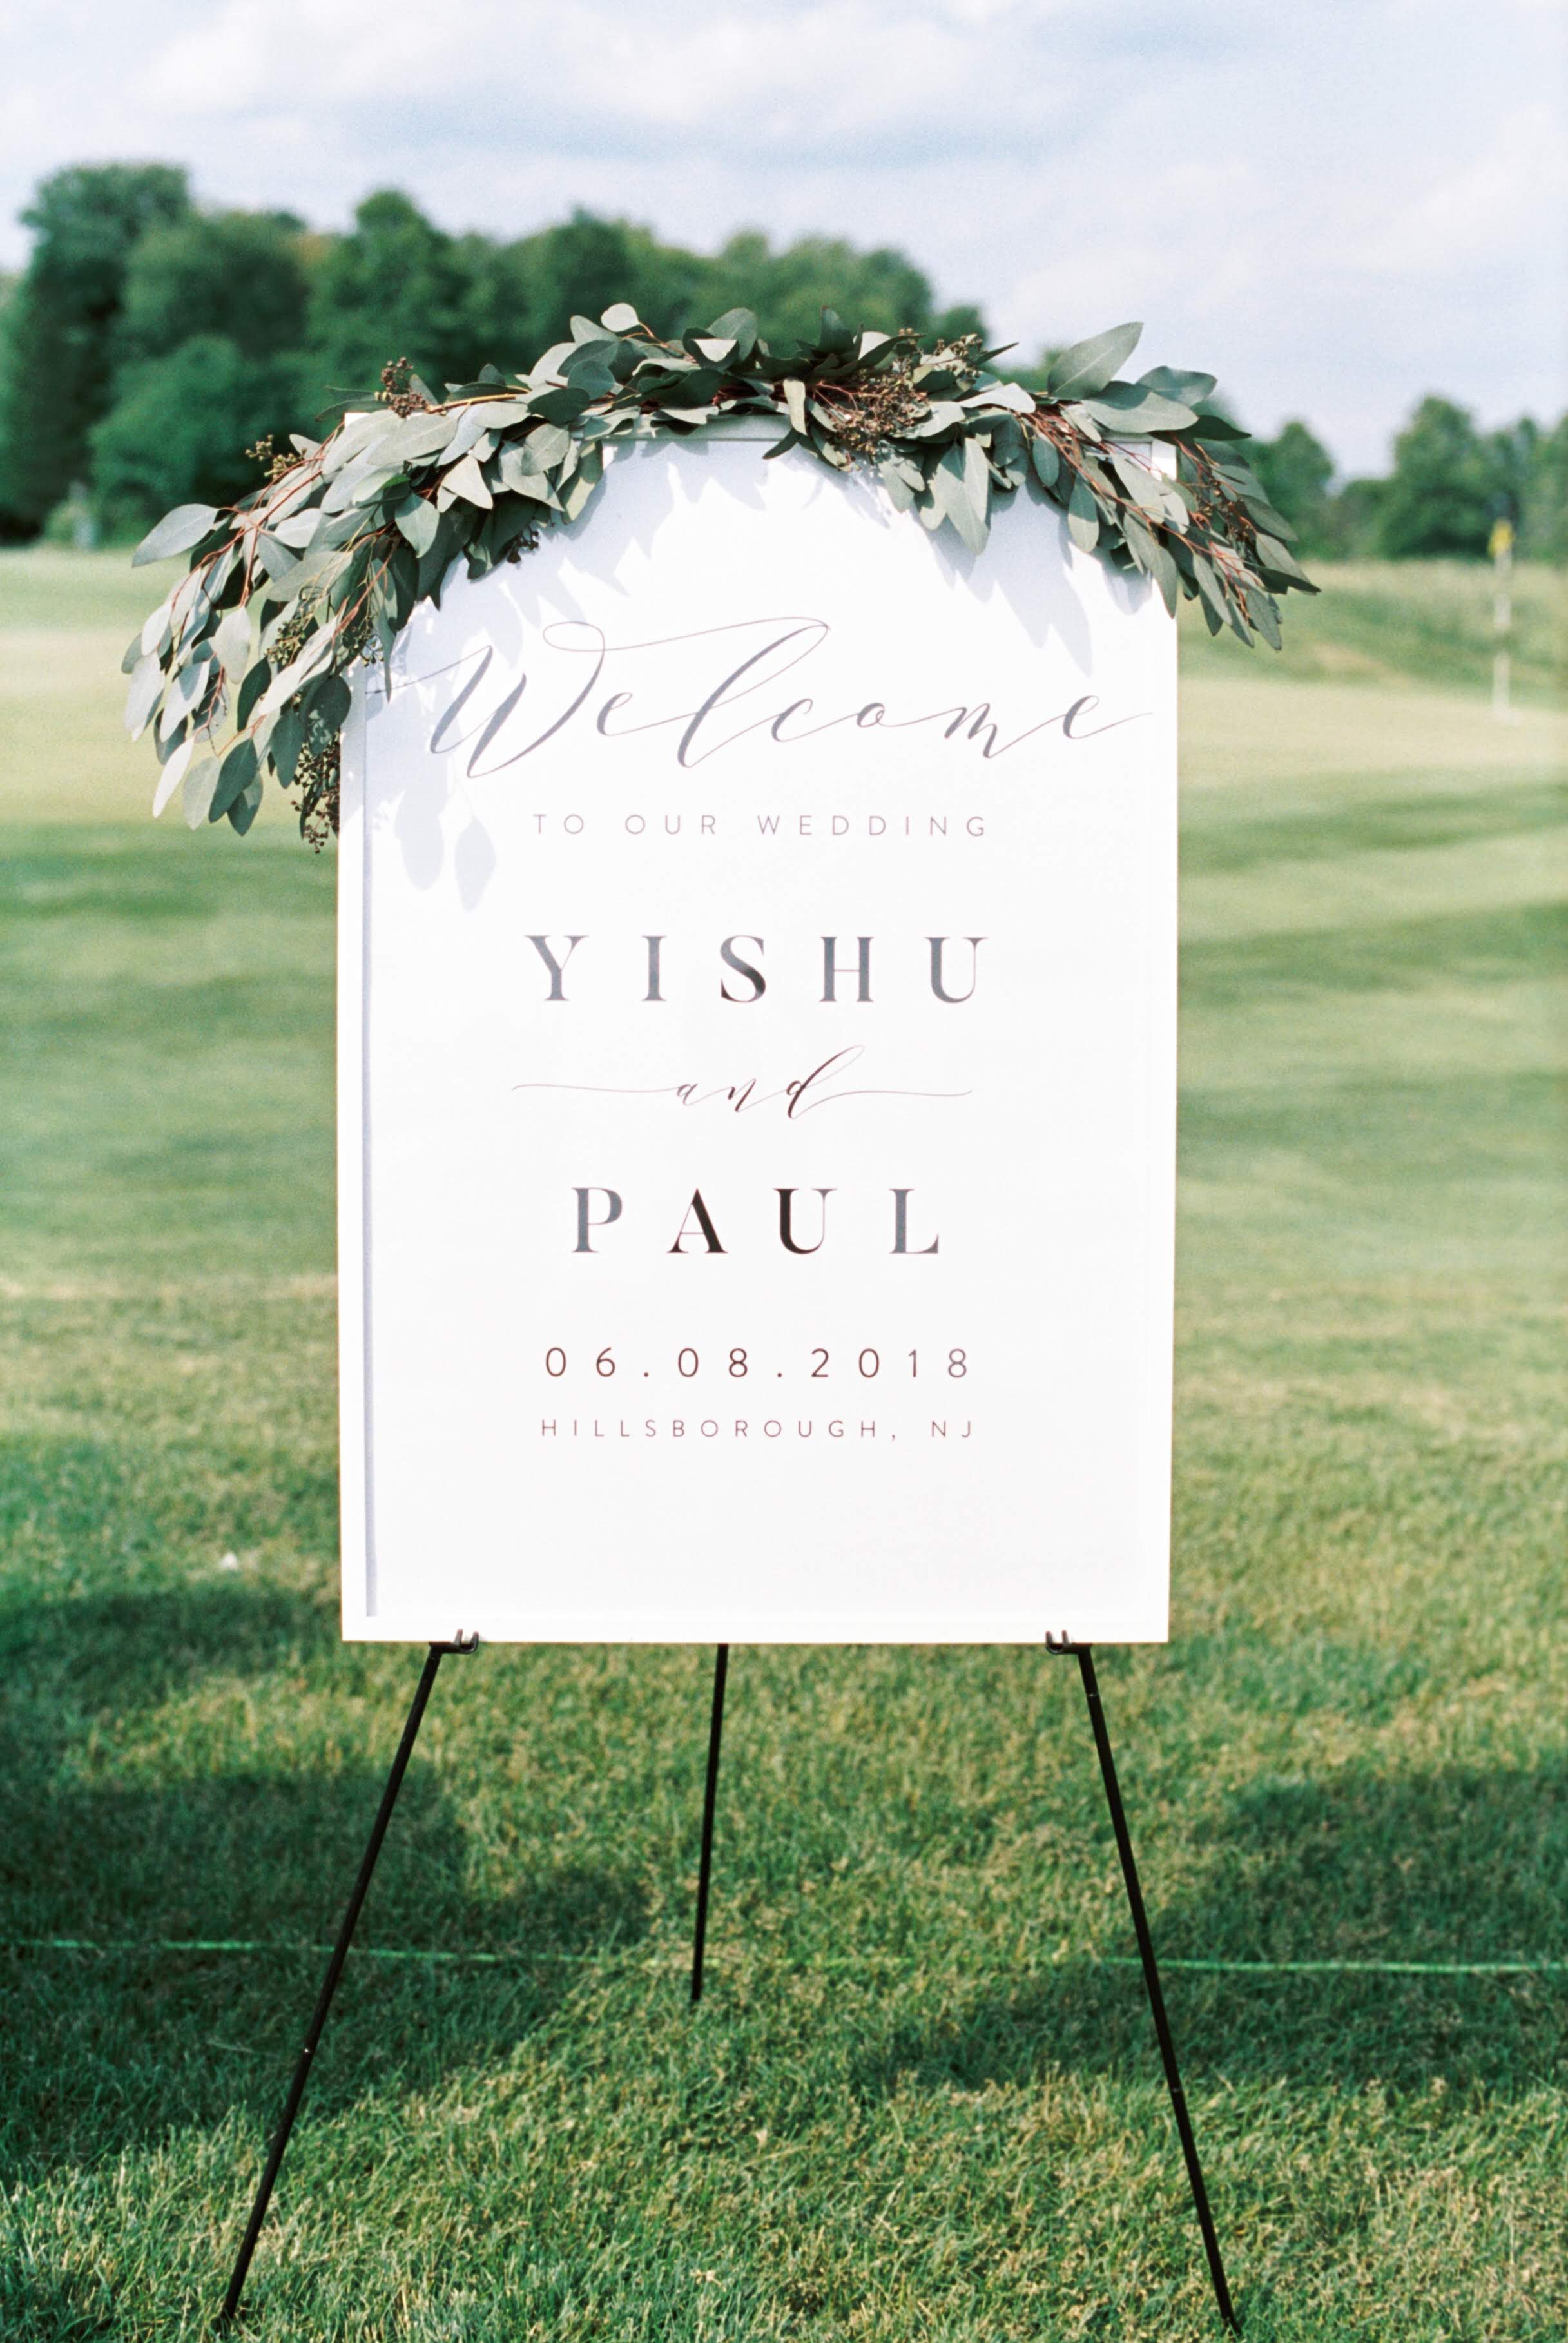 Welcome
TO OUR WEDDING
YISHU
and
PAUL
06.08.2018
HILLSBOROUGH, NJ